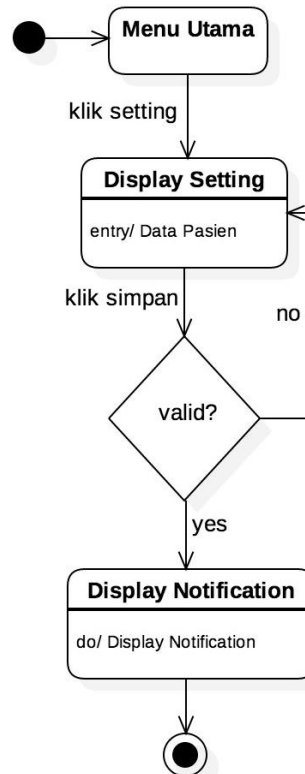 Menu Utama
klik setting
Display Setting
entry/ Data Pasien
klik simpan
no
valid?
yes
Display Notification
do/ Display Notification